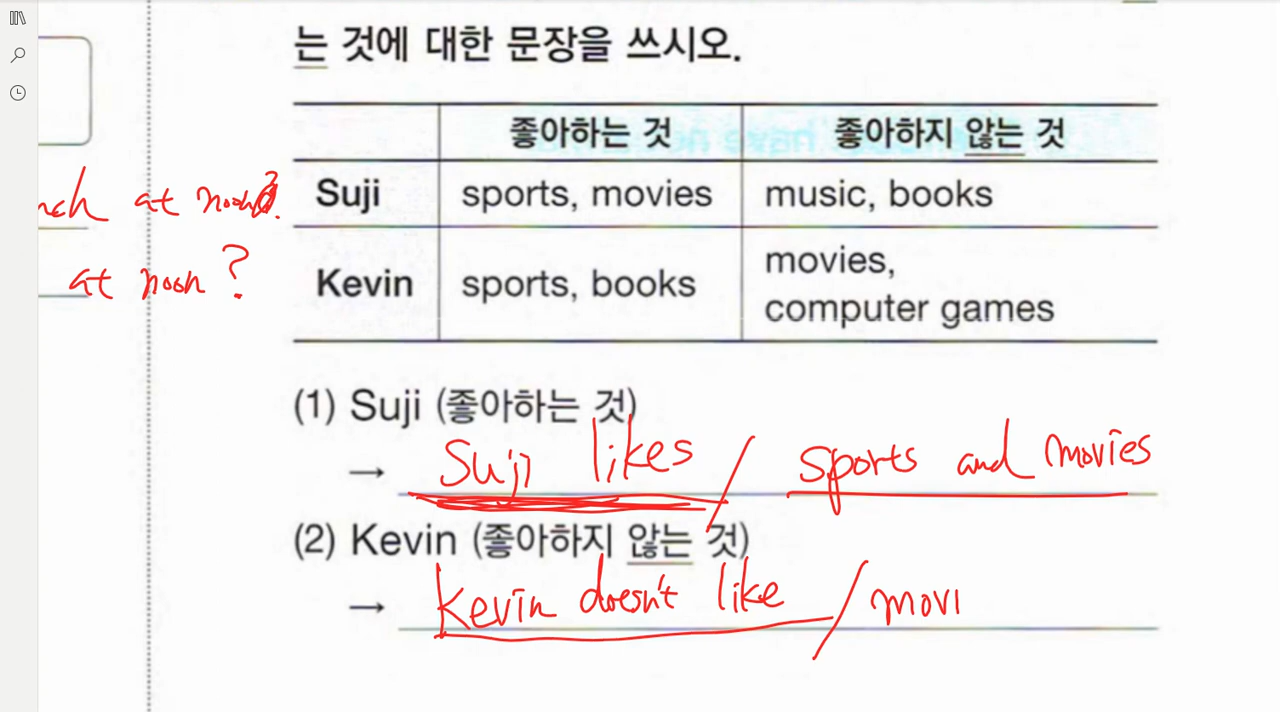 는 것에 대한 문장을 쓰시오.
좋아하는 것 좋아하지 않는 것
Suji sports, movies music, books
Kevin sports, books movies,
computer games
at noon?
at noon?
(1) Suji (좋아하는 것)
→ Suji likes / sports and movies
(2) Kevin (좋아하지 않는 것)
→ Kevin doesn't like / movi